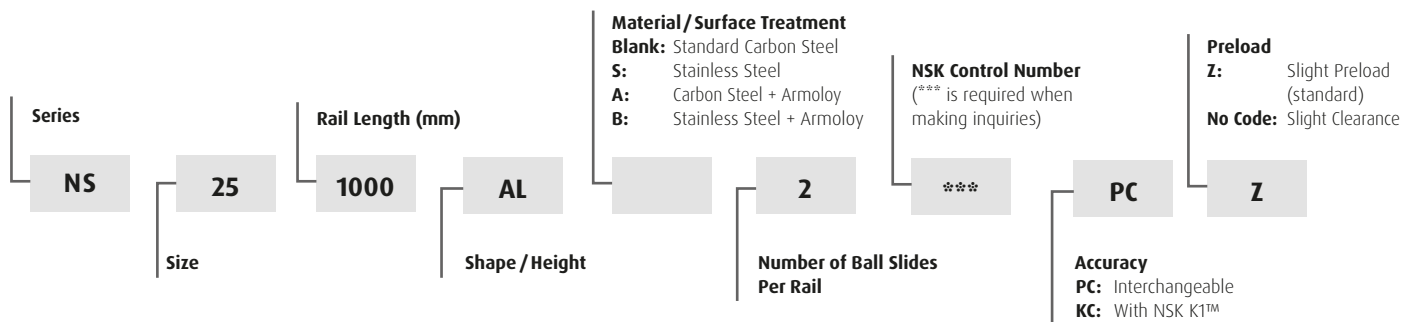 Material/Surface Treatment
Blank: Standard Carbon Steel
S: Stainless Steel
A: Carbon Steel + Armoloy
B: Stainless Steel + Armoloy
NSK Control Number
(*** is required when
making inquiries)
Preload
Z: Slight Preload
(standard)
No Code: Slight Clearance
Series
Rail Length (mm)
NS 25 1000 AL 2 *** PC Z
Size
Shape/Height
Number of Ball Slides
Per Rail
Accuracy
PC: Interchangeable
KC: With NSK K1™